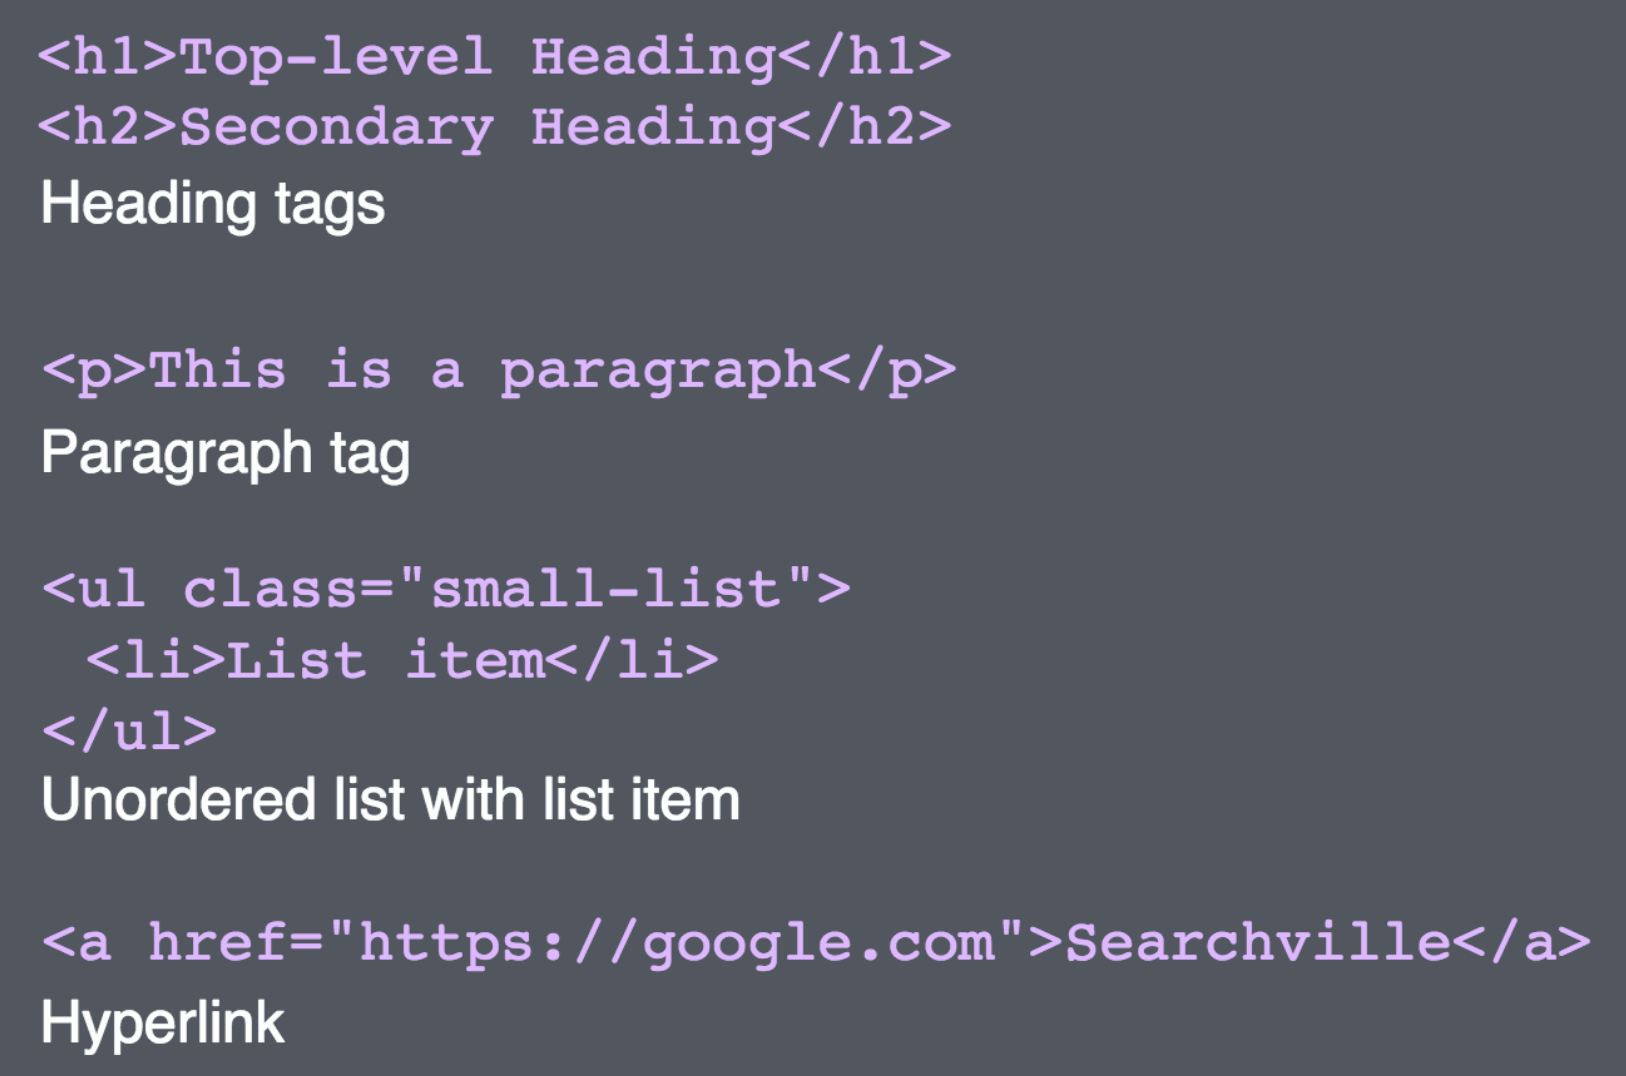 <h1>Top-level Heading</h1>
<h2>Secondary Heading</h2>
Heading tags
<p>This is a paragraph</p>
Paragraph tag
<ul class="small-list">
<li>List item</li>
</ul>
Unordered list with list item
<a href="https://google.com">Searchville</a>
Hyperlink